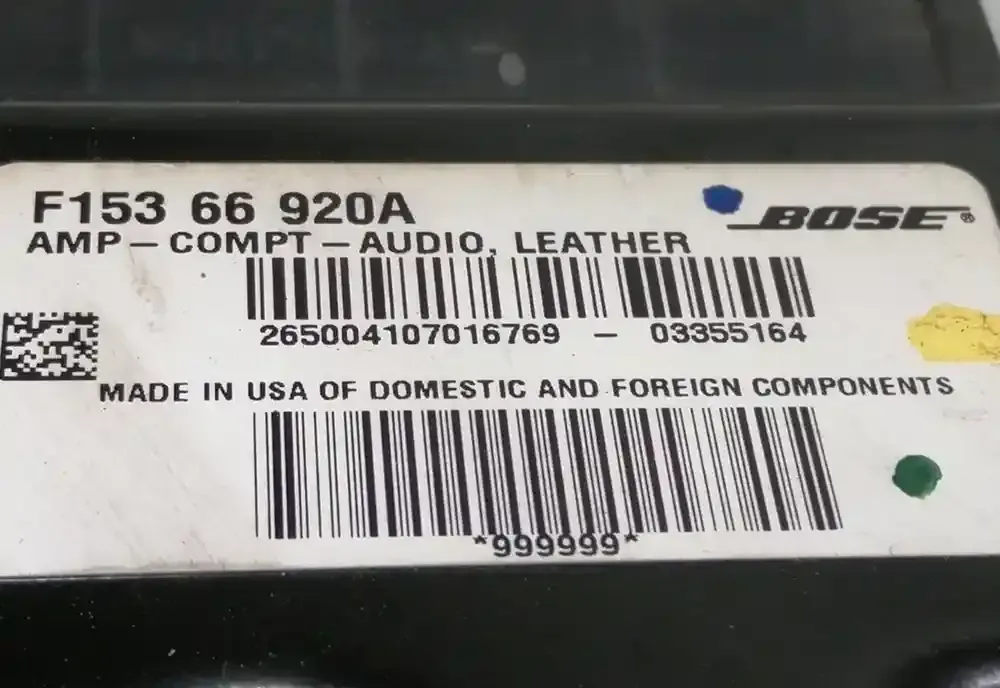 F153 66 920A
BOSE®
AMP-COMPT-AUDIO, LEATHER
265004107016769 - 03355164
MADE IN USA OF DOMESTIC AND FOREIGN COMPONENTS
*999999*